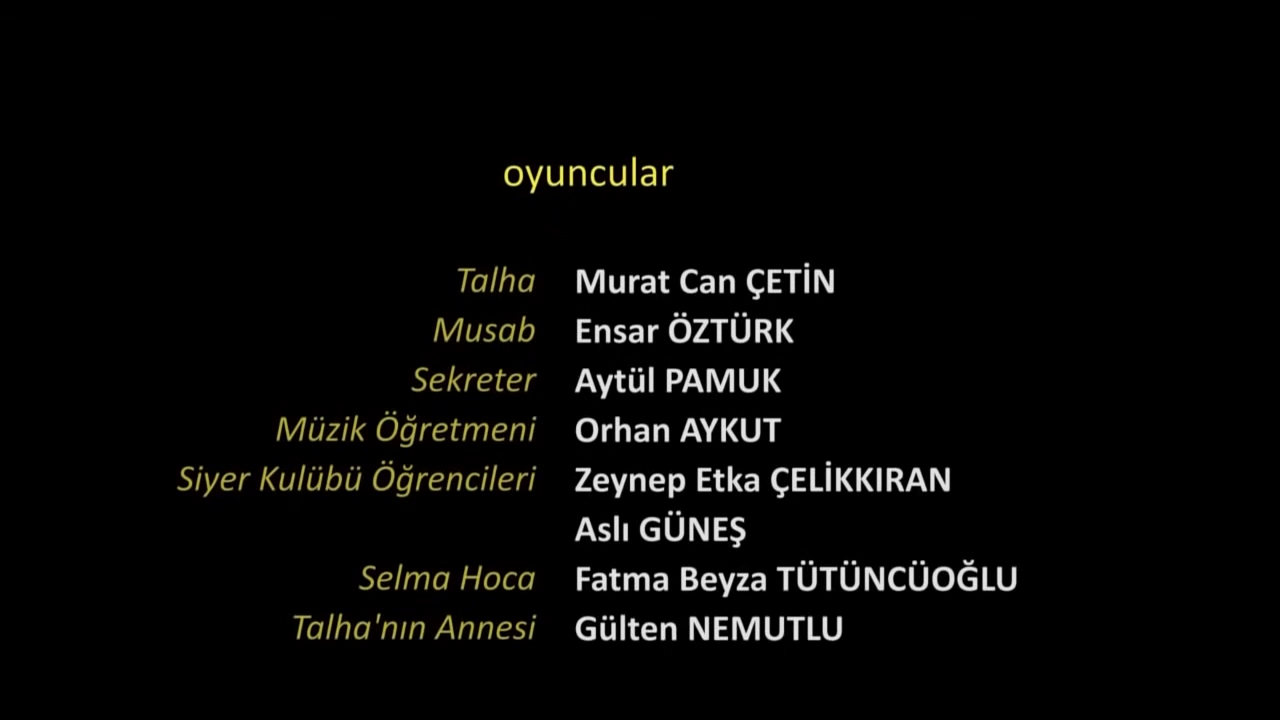 oyuncular
Talha Murat Can ÇETİN
Musab Ensar ÖZTÜRK
Sekreter Aytül PAMUK
Müzik Öğretmeni Orhan AYKUT
Siyer Kulübü Öğrencileri Zeynep Etka ÇELİKKIRAN
Aslı GÜNEŞ
Selma Hoca Fatma Beyza TÜTÜNCÜOĞLU
Talha'nın Annesi Gülten NEMUTLU